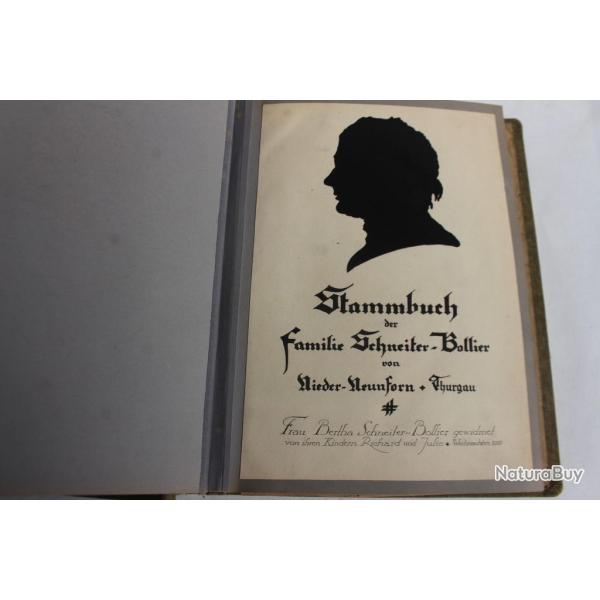 Stammbuch
der
Familie Schneiter-Bollier
von
Nieder-Neunforn + Thurgau
Frau Bertha Schneiter-Bollier gewidmet
von ihren Kindern Richard und Julie
NaturaBuy